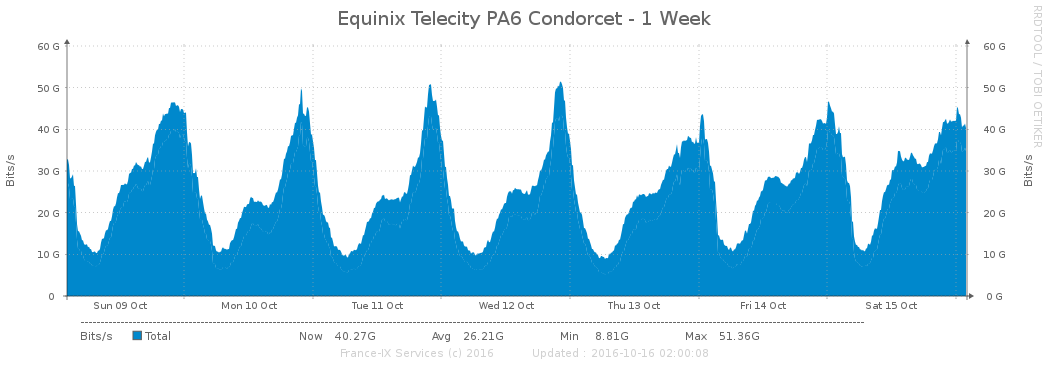 Equinix Telecity PA6 Condorcet - 1 Week
RRDTOOL / TOBI OETIKER
Bits/s
60 G
50 G
40 G
30 G
20 G
10 G
0
60 G
50 G
40 G
30 G
20 G
10 G
0 G
Bits/s
Sun 09 Oct Mon 10 Oct Tue 11 Oct Wed 12 Oct Thu 13 Oct Fri 14 Oct Sat 15 Oct
Bits/s Total Now 40.27G Avg 26.21G Min 8.81G Max 51.36G
France-IX Services (c) 2016 Updated : 2016-10-16 02:00:08